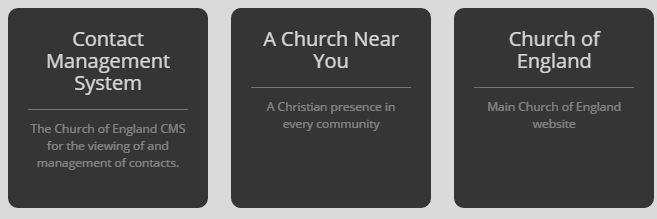 Contact
Management
System
The Church of England CMS
for the viewing of and
management of contacts.
A Church Near
You
A Christian presence in
every community
Church of
England
Main Church of England
website